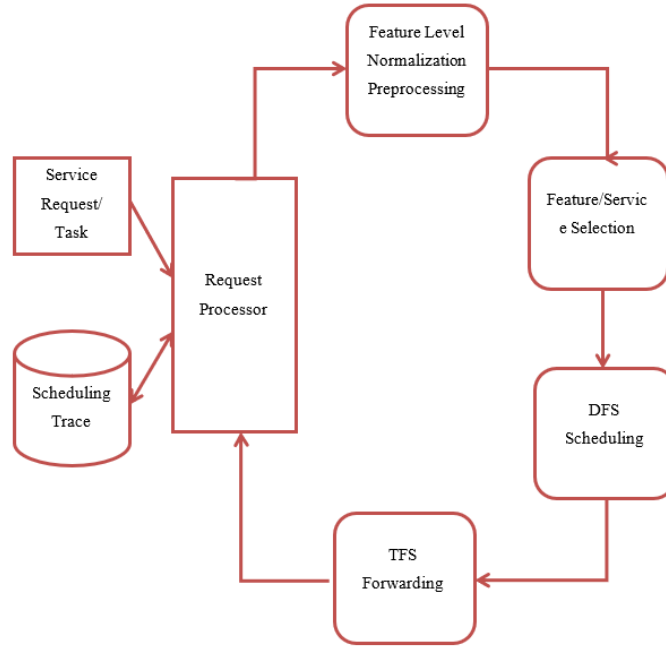 Feature Level
Normalization
Preprocessing
Service
Request/
Task
Feature/Servic
e Selection
Request
Processor
Scheduling
Trace
DFS
Scheduling
TFS
Forwarding